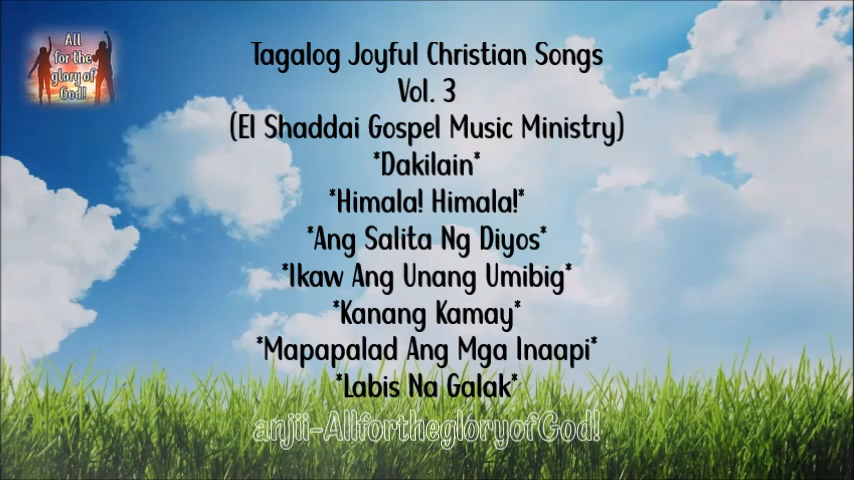 All
for the
glory of
God!
Tagalog Joyful Christian Songs
Vol. 3
(El Shaddai Gospel Music Ministry)
*Dakilain*
*Himala! Himala!*
*Ang Salita Ng Diyos*
*Ikaw Ang Unang Umibig*
*Kanang Kamay*
*Mapapalad Ang Mga Inaapi*
*Labis Na Galak*
anjii-AllforthegloryofGod!